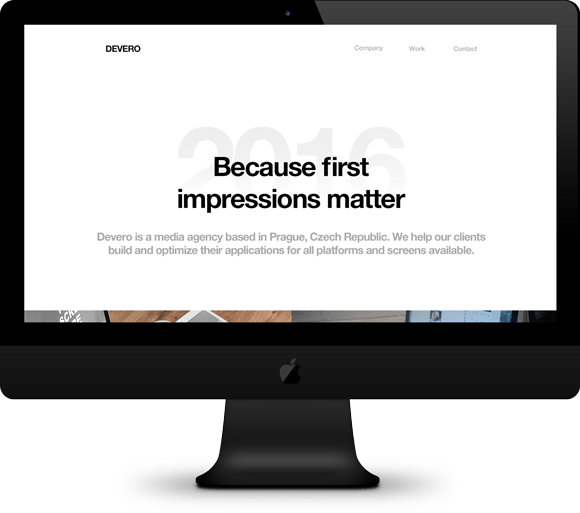 DEVERO
Company
Work
Contact
2016
Because first
impressions matter
Devero is a media agency based in Prague, Czech Republic. We help our clients
build and optimize their applications for all platforms and screens available.